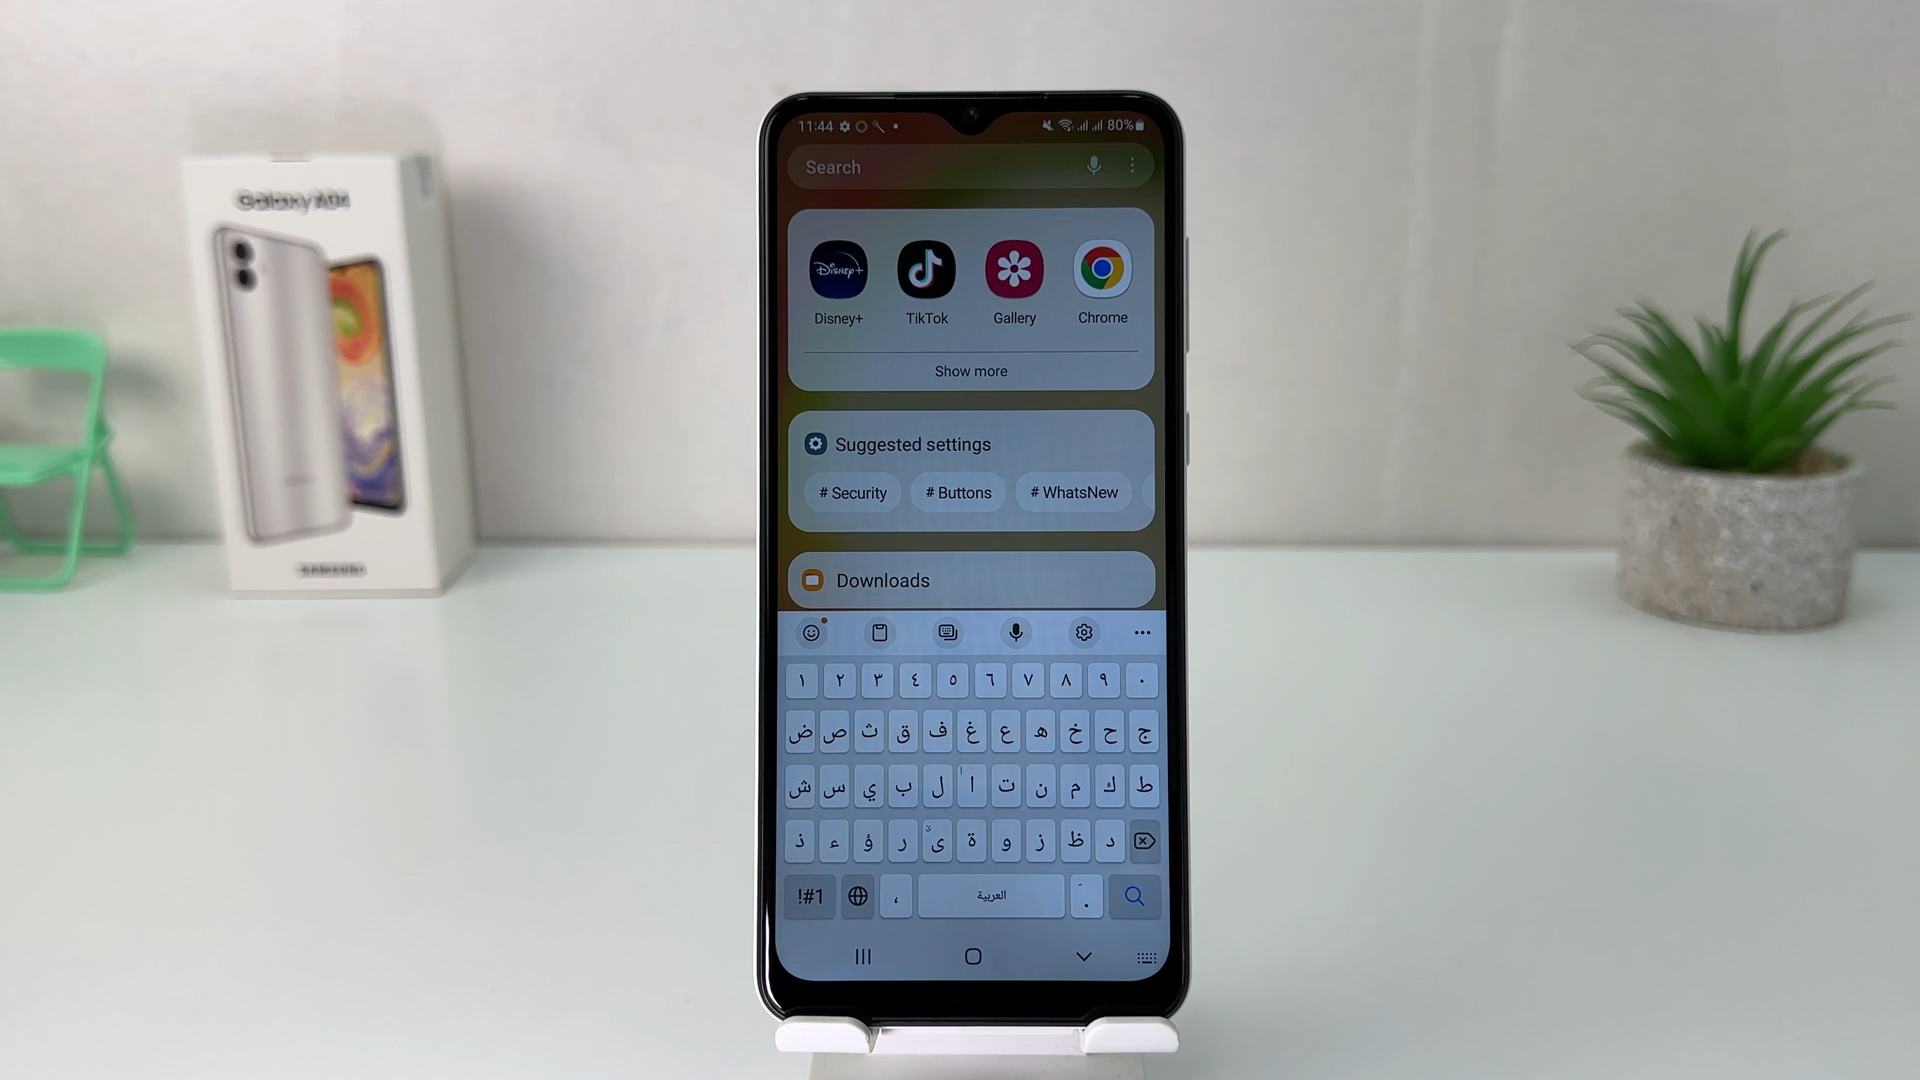 Galaxy A04
SAMSUNG
11:44
80%
Search
Disney+
Disney+ TikTok Gallery Chrome
Show more
Suggested settings
# Security # Buttons # WhatsNew
Downloads
١ ٢ ٣ ٤ ٥ ٦ ٧ ٨ ٩ ٠
ض ص ث ق ف غ ع ه خ ح ج
ش س ي ب ل ا ت ن م ك ط
ذ ء ؤ ر ى ة و ز ظ د
!#1 ، العربية .